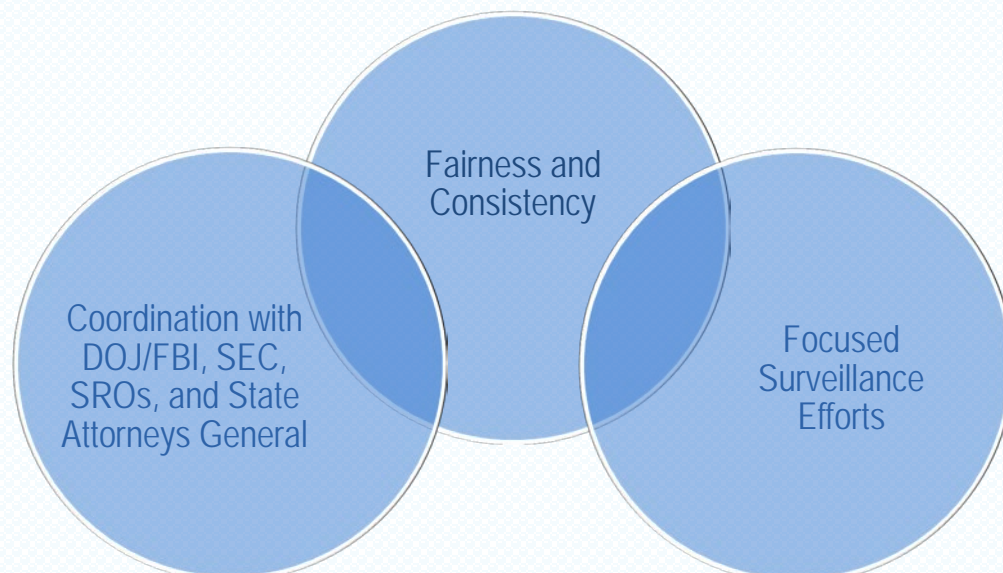 Fairness and
Consistency
Coordination with
DOJ/FBI, SEC,
SROs, and State
Attorneys General
Focused
Surveillance
Efforts